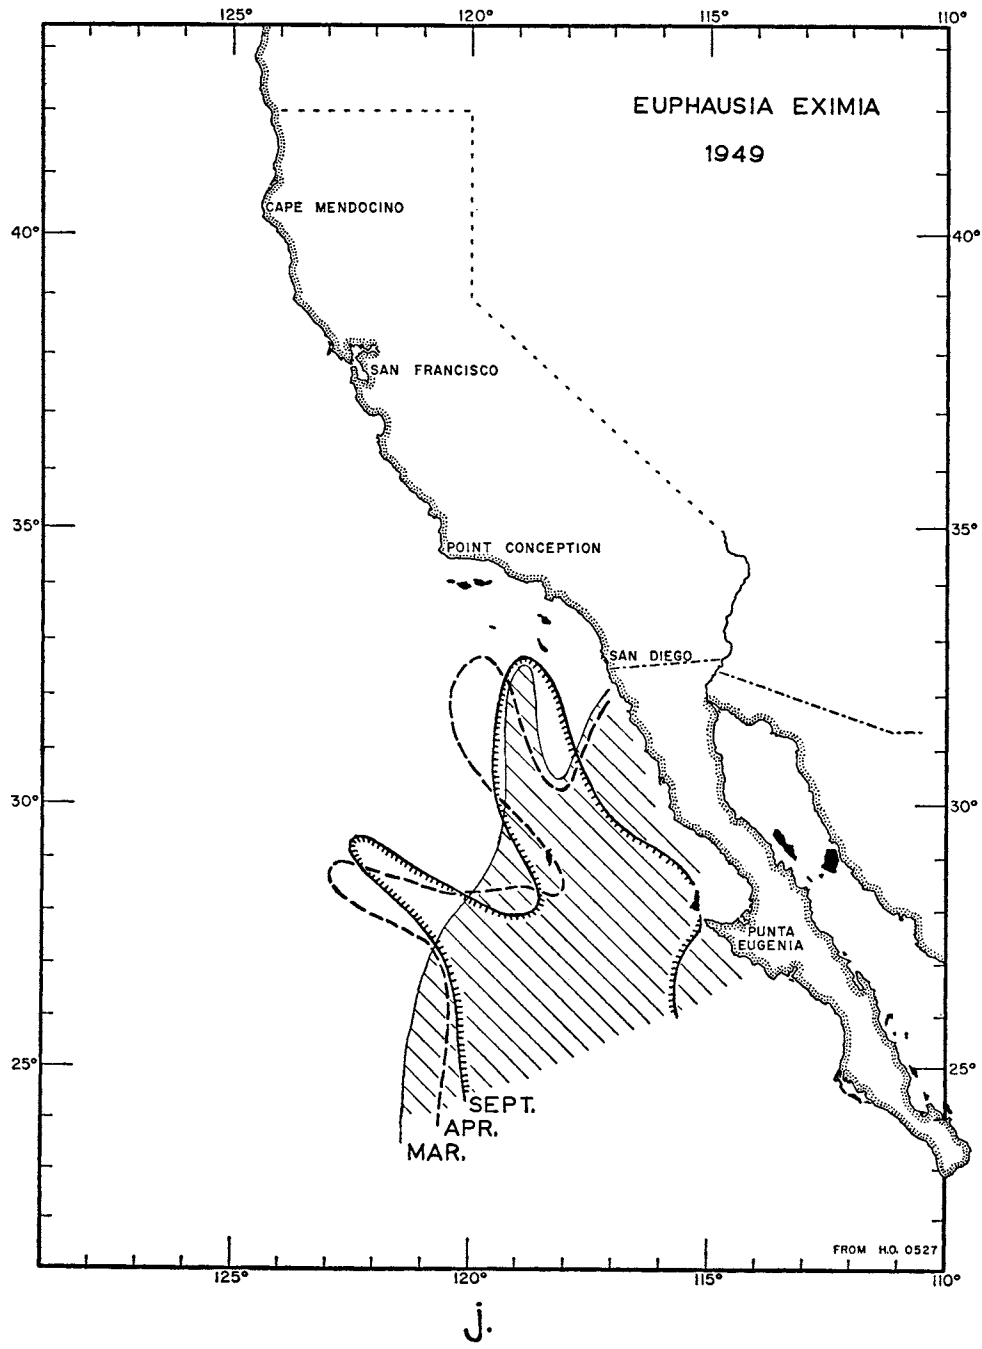 125° 120° 115° 110°
EUPHAUSIA EXIMIA
1949
CAPE MENDOCINO
40° 40°
SAN FRANCISCO
35° 35°
POINT CONCEPTION
SAN DIEGO
30° 30°
PUNTA
EUGENIA
25° 25°
SEPT.
APR.
MAR.
FROM H.O. 0527
125° 120° 115° 110°
j.